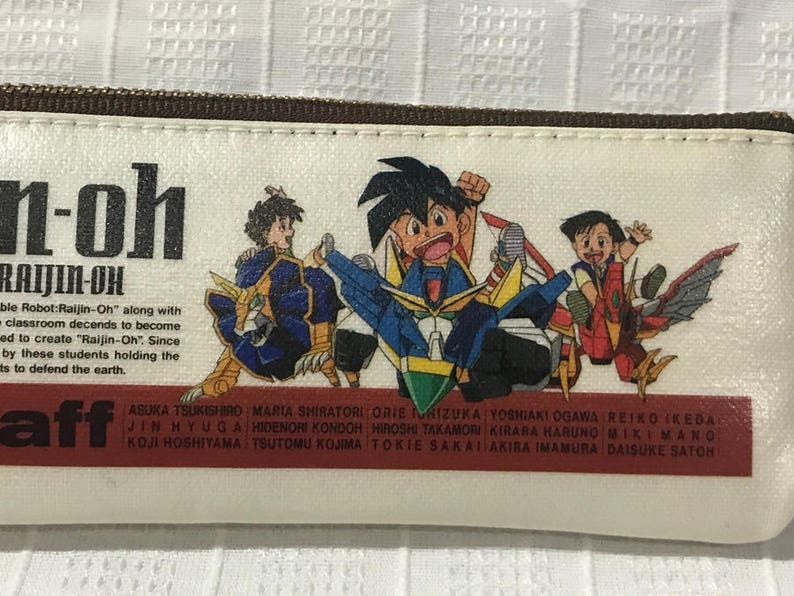 n-oh
RAIJIN-OH
ble Robot:Raijin-Oh" along with
classroom decends to become
ed to create "Raijin-Oh". Since
by these students holding the
ts to defend the earth.
aff
ASUKA TSUKISHIRO MARIA SHIRATORI ORIE ICHIZUKA YOSHIAKI OGAWA REIKO IKEDA
JIN HYUGA HIDENORI KONDOH HIROSHI TAKAMORI KIRARA HARUNO MIKI MANO
KOJI HOSHIYAMA TSUTOMU KOJIMA TOKIE SAKAI AKIRA IMAMURA DAISUKE SATOH